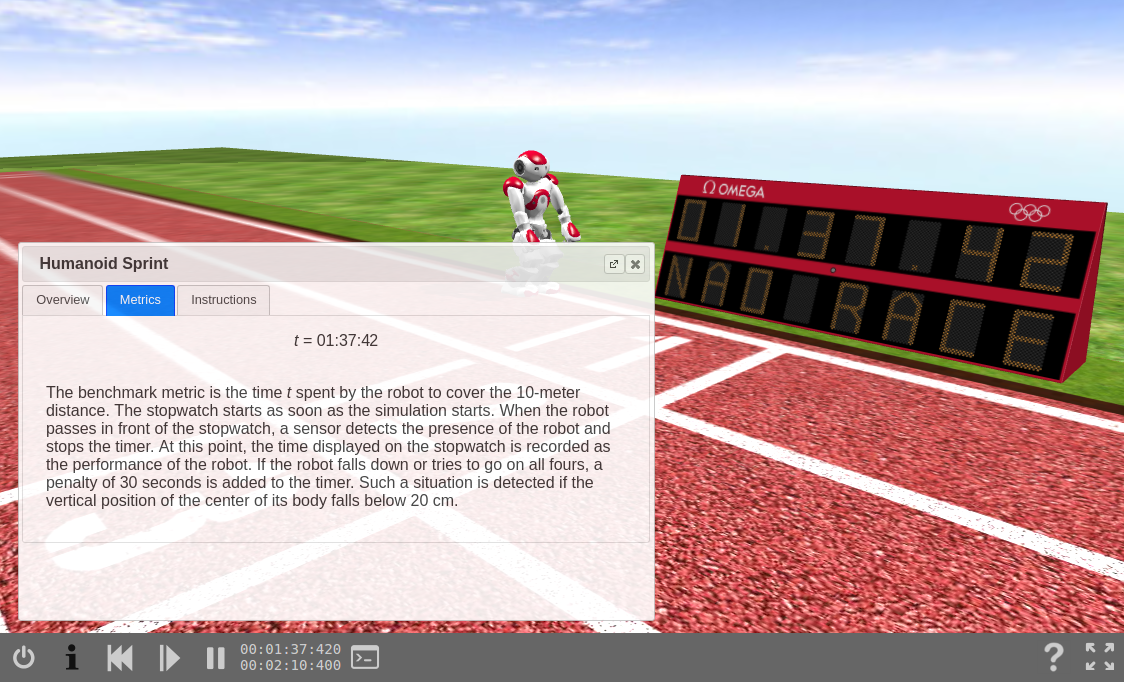 Ω OMEGA
01.37.42
NAO RACE
Humanoid Sprint
Overview Metrics Instructions
t = 01:37:42
The benchmark metric is the time t spent by the robot to cover the 10-meter
distance. The stopwatch starts as soon as the simulation starts. When the robot
passes in front of the stopwatch, a sensor detects the presence of the robot and
stops the timer. At this point, the time displayed on the stopwatch is recorded as
the performance of the robot. If the robot falls down or tries to go on all fours, a
penalty of 30 seconds is added to the timer. Such a situation is detected if the
vertical position of the center of its body falls below 20 cm.
00:01:37:420
00:02:10:400